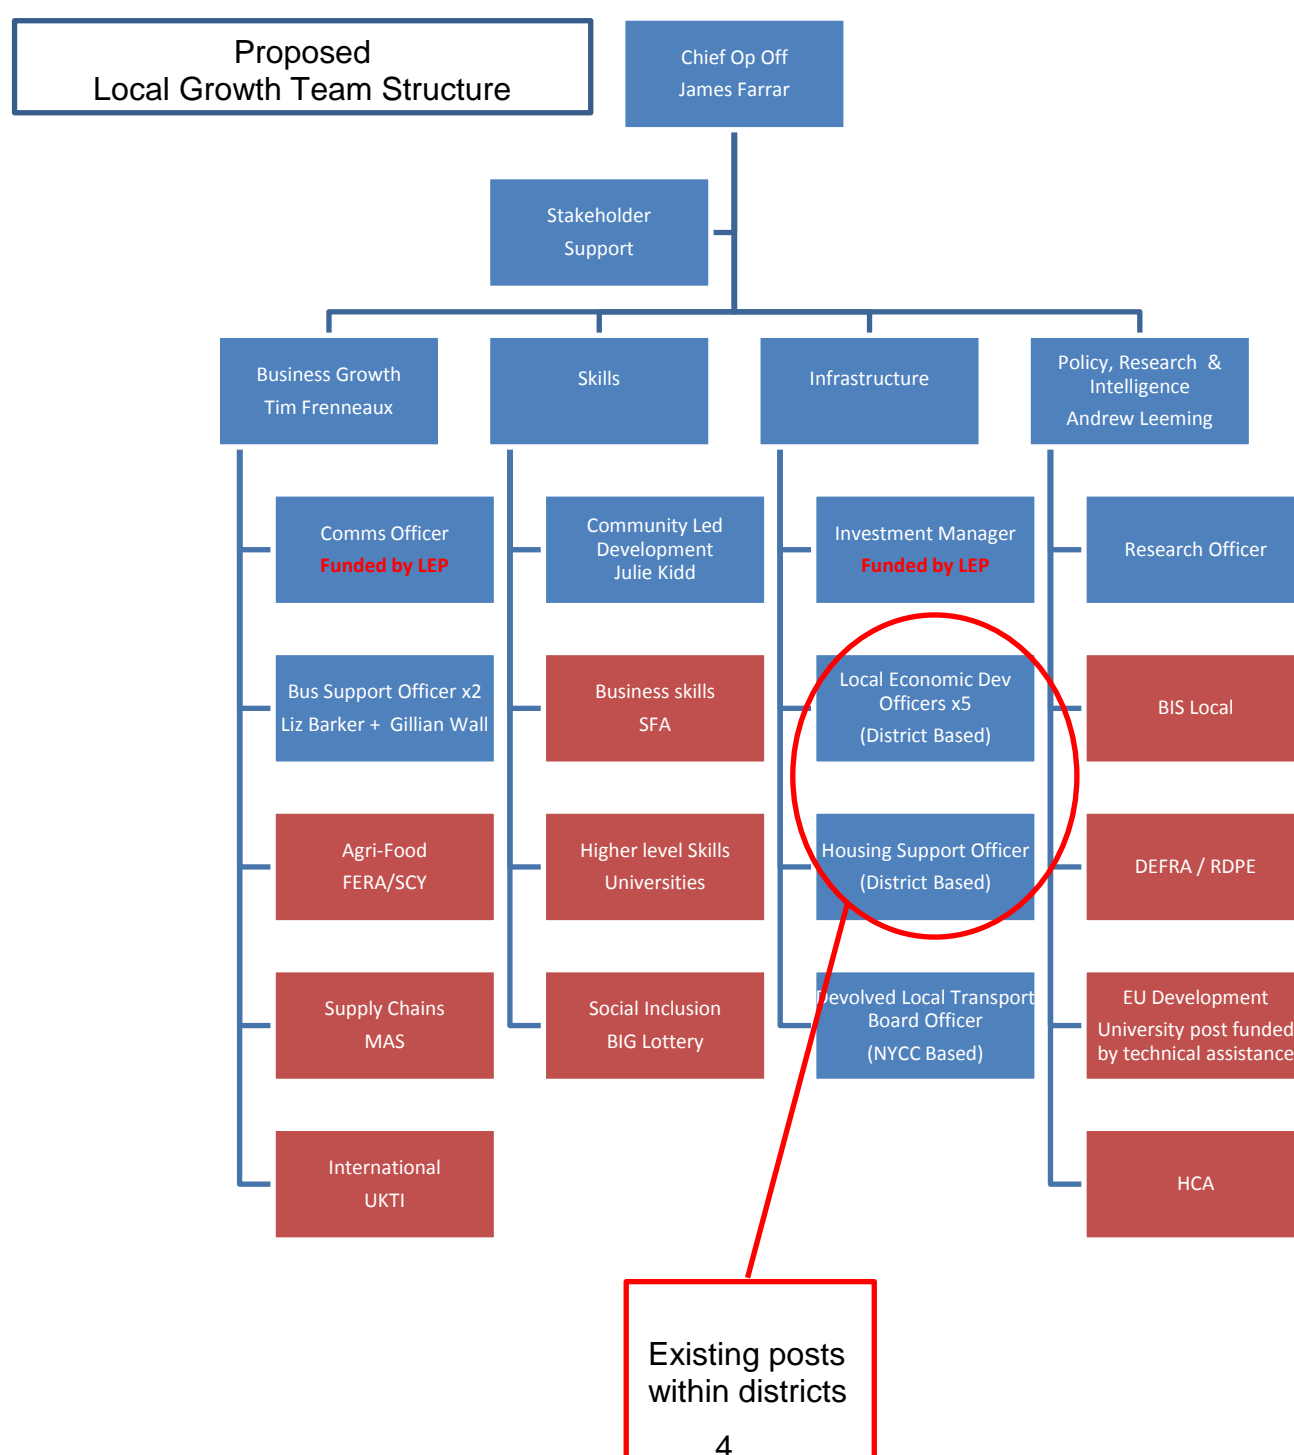 Proposed
Local Growth Team Structure
Chief Op Off
James Farrar
Stakeholder
Support
Business Growth
Tim Frenneaux
Skills
Infrastructure
Policy, Research &
Intelligence
Andrew Leeming
Comms Officer
Funded by LEP
Community Led
Development
Julie Kidd
Investment Manager
Funded by LEP
Research Officer
Bus Support Officer x2
Liz Barker + Gillian Wall
Business skills
SFA
Local Economic Dev
Officers x5
(District Based)
BIS Local
Agri-Food
FERA/SCY
Higher level Skills
Universities
Housing Support Officer
(District Based)
DEFRA / RDPE
Supply Chains
MAS
Social Inclusion
BIG Lottery
Devolved Local Transport
Board Officer
(NYCC Based)
EU Development
University post funded
by technical assistance
International
UKTI
HCA
Existing posts
within districts
4